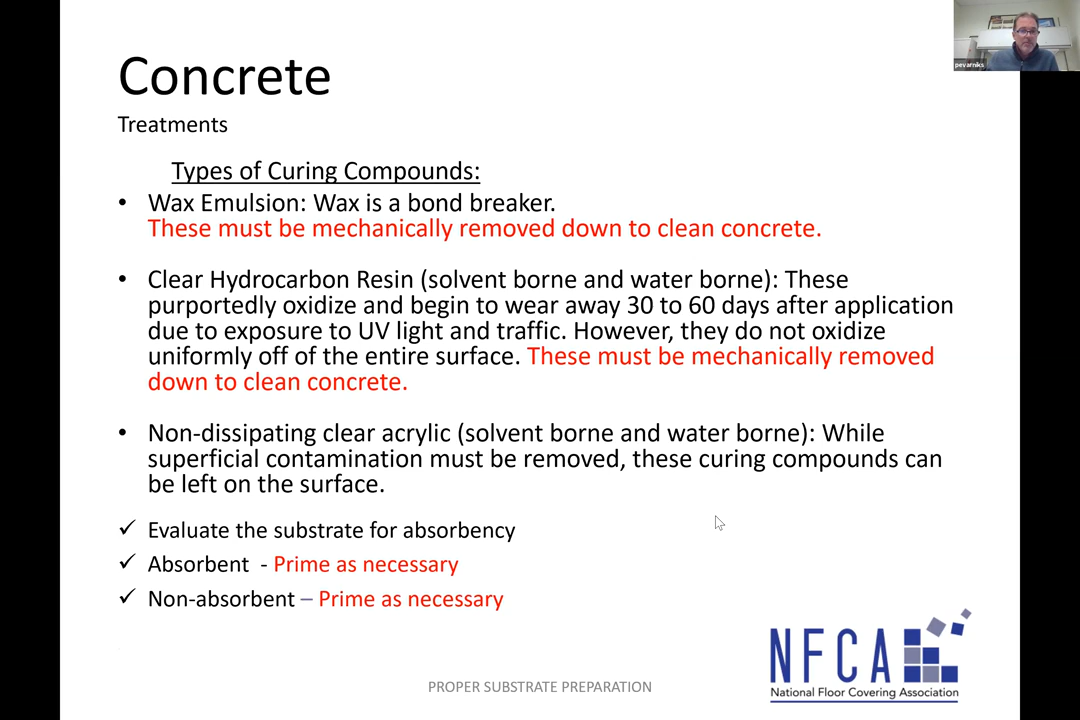 pevarniks
Concrete
Treatments
Types of Curing Compounds:
• Wax Emulsion: Wax is a bond breaker.
These must be mechanically removed down to clean concrete.
• Clear Hydrocarbon Resin (solvent borne and water borne): These
purportedly oxidize and begin to wear away 30 to 60 days after application
due to exposure to UV light and traffic. However, they do not oxidize
uniformly off of the entire surface. These must be mechanically removed
down to clean concrete.
• Non-dissipating clear acrylic (solvent borne and water borne): While
superficial contamination must be removed, these curing compounds can
be left on the surface.
✓ Evaluate the substrate for absorbency
✓ Absorbent - Prime as necessary
✓ Non-absorbent – Prime as necessary
NFCA
National Floor Covering Association
PROPER SUBSTRATE PREPARATION